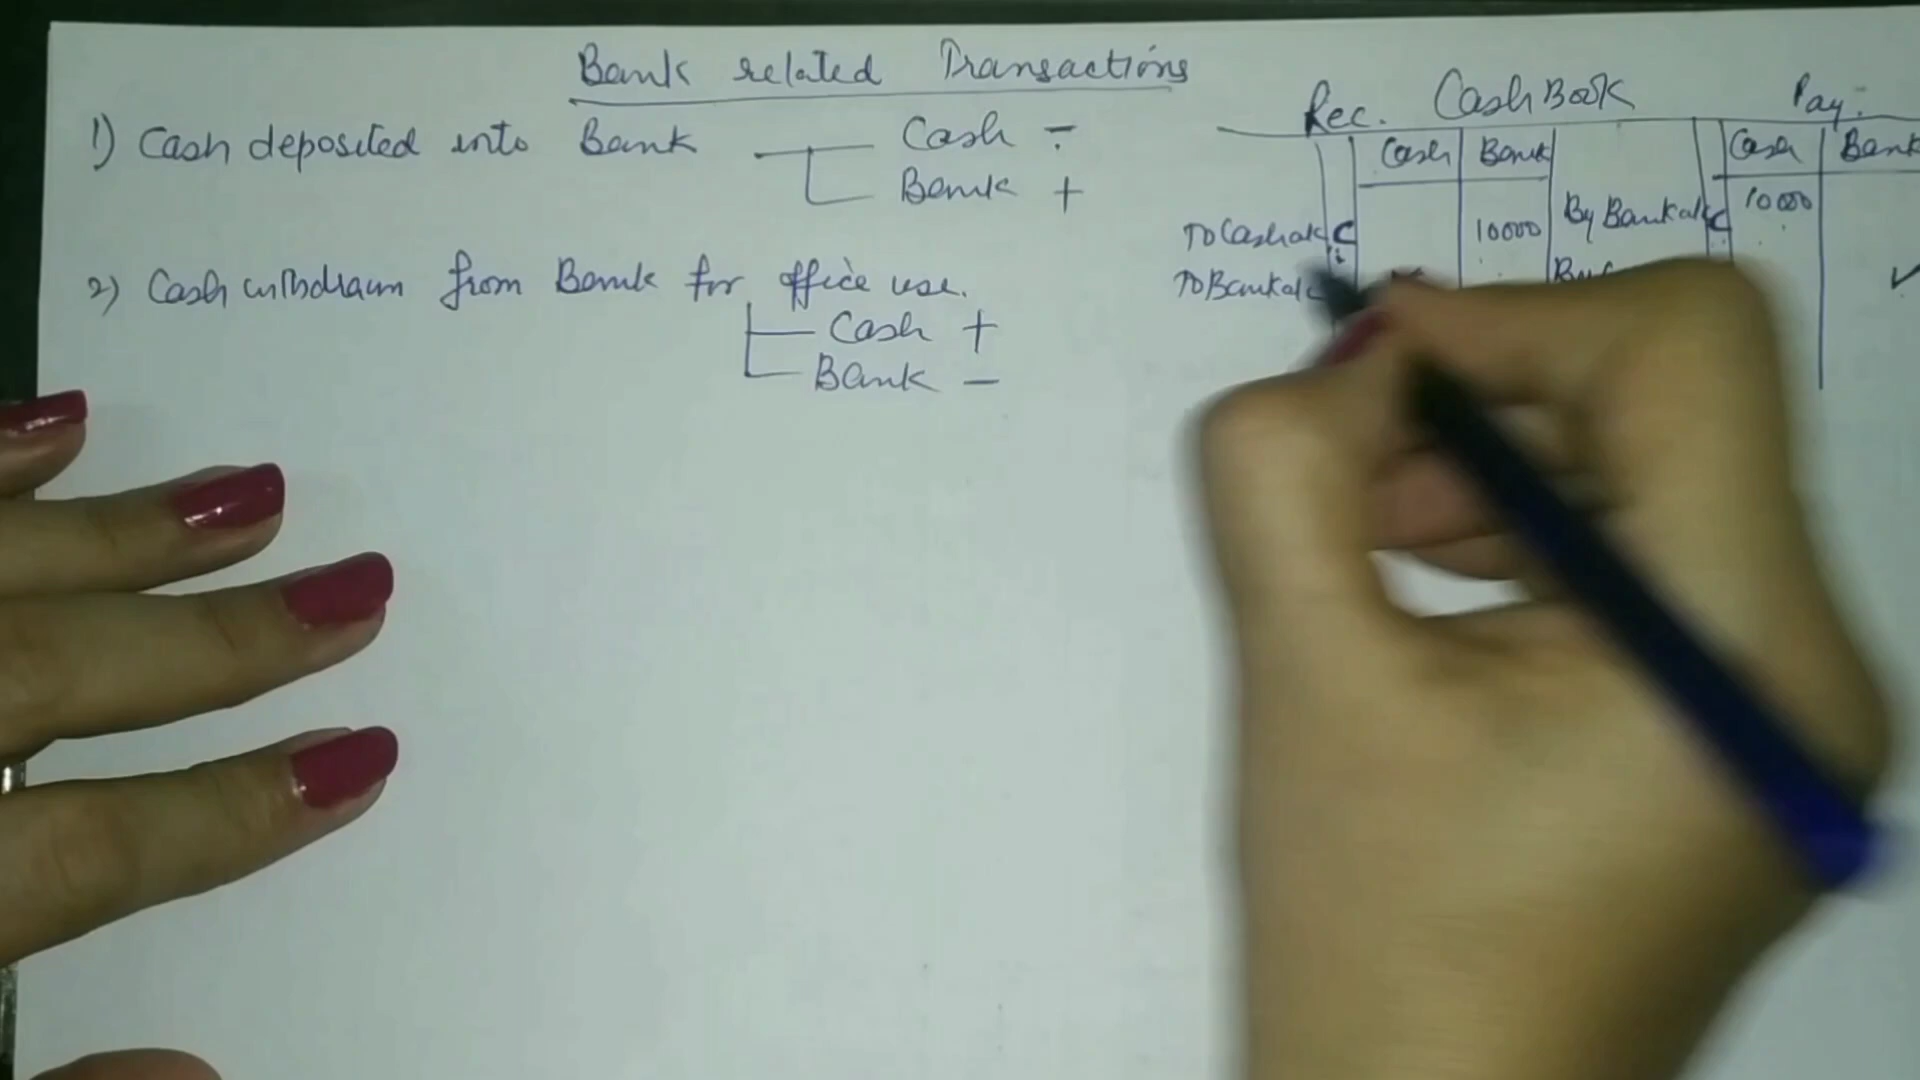 Bank related Transactions
1) Cash deposited into Bank
Cash -
Bank +
2) Cash withdrawn from Bank for office use.
Cash +
Bank -
Rec. Cash Book Pay.
Cash Bank Cash Bank
To Cash a/c C 10000 By Bank a/c C 10000
To Bank a/c ✓